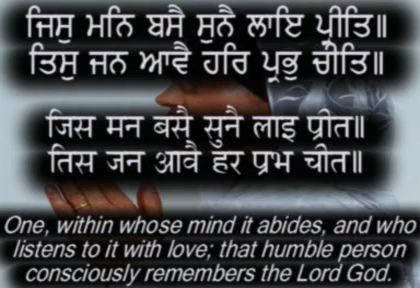 ਜਿਸੁ ਮਨਿ ਬਸੈ ਸੁਨੈ ਲਾਇ ਪ੍ਰੀਤਿ॥
ਤਿਸੁ ਜਨ ਆਵੈ ਹਰਿ ਪ੍ਰਭੁ ਚੀਤਿ॥
जिस मन बसै सुनै लाइ प्रीत॥
तिस जन आवै हर प्रभ चीत॥
One, within whose mind it abides, and who
listens to it with love; that humble person
consciously remembers the Lord God.